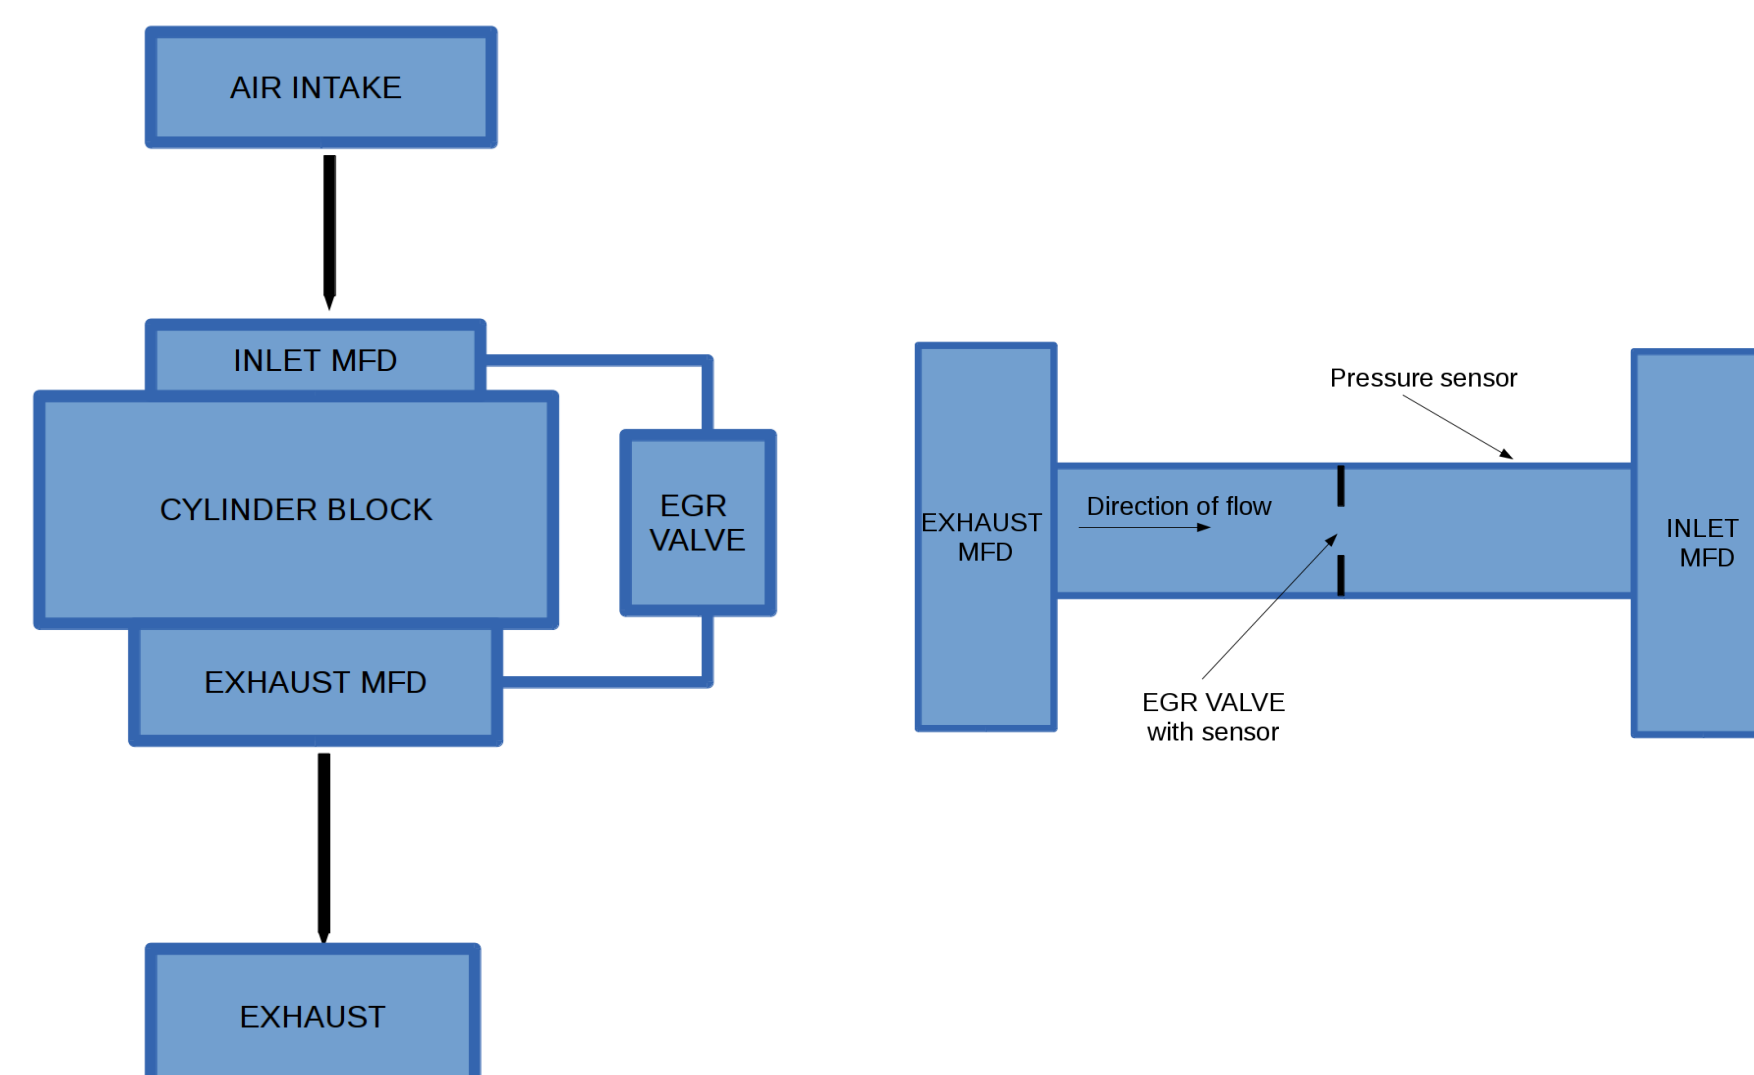 AIR INTAKE
INLET MFD
CYLINDER BLOCK
EGR
VALVE
EXHAUST MFD
EXHAUST
Pressure sensor
Direction of flow
EXHAUST
MFD
INLET
MFD
EGR VALVE
with sensor